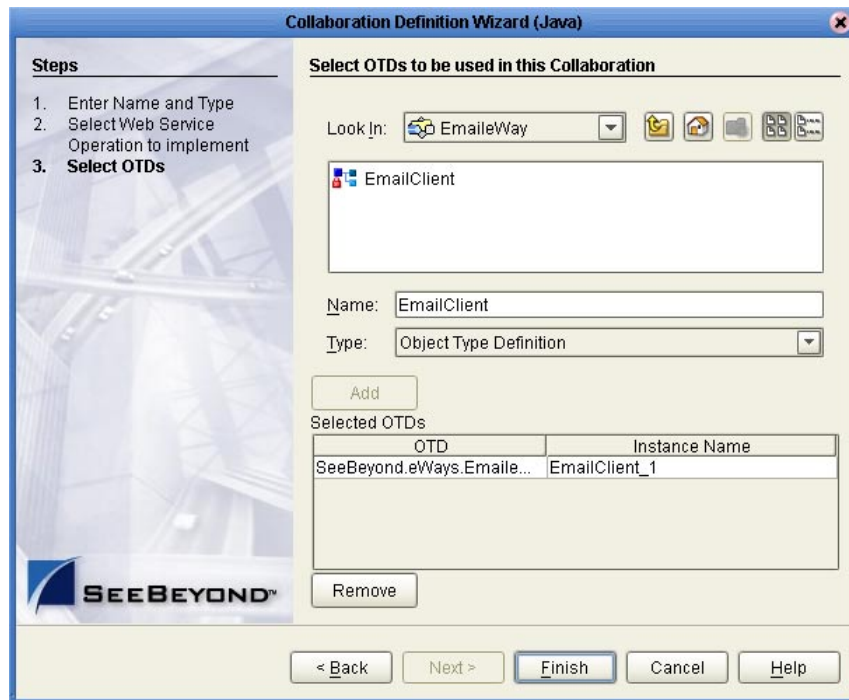 Collaboration Definition Wizard (Java)
Steps
1. Enter Name and Type
2. Select Web Service
Operation to implement
3. Select OTDs
Select OTDs to be used in this Collaboration
Look In: EmaileWay
EmailClient
Name: EmailClient
Type: Object Type Definition
Add
Selected OTDs
OTD Instance Name
SeeBeyond.eWays.Emaile... EmailClient_1
SEEBEYOND™
Remove
< Back Next > Finish Cancel Help